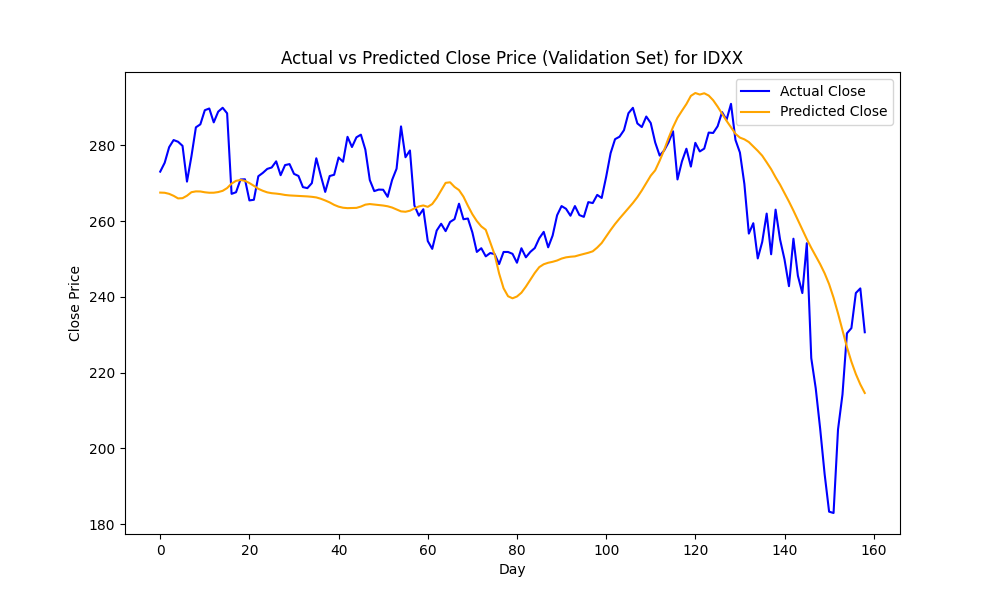 Actual vs Predicted Close Price (Validation Set) for IDXX
Actual Close
Predicted Close
Close Price
280
260
240
220
200
180
0 20 40 60 80 100 120 140 160
Day